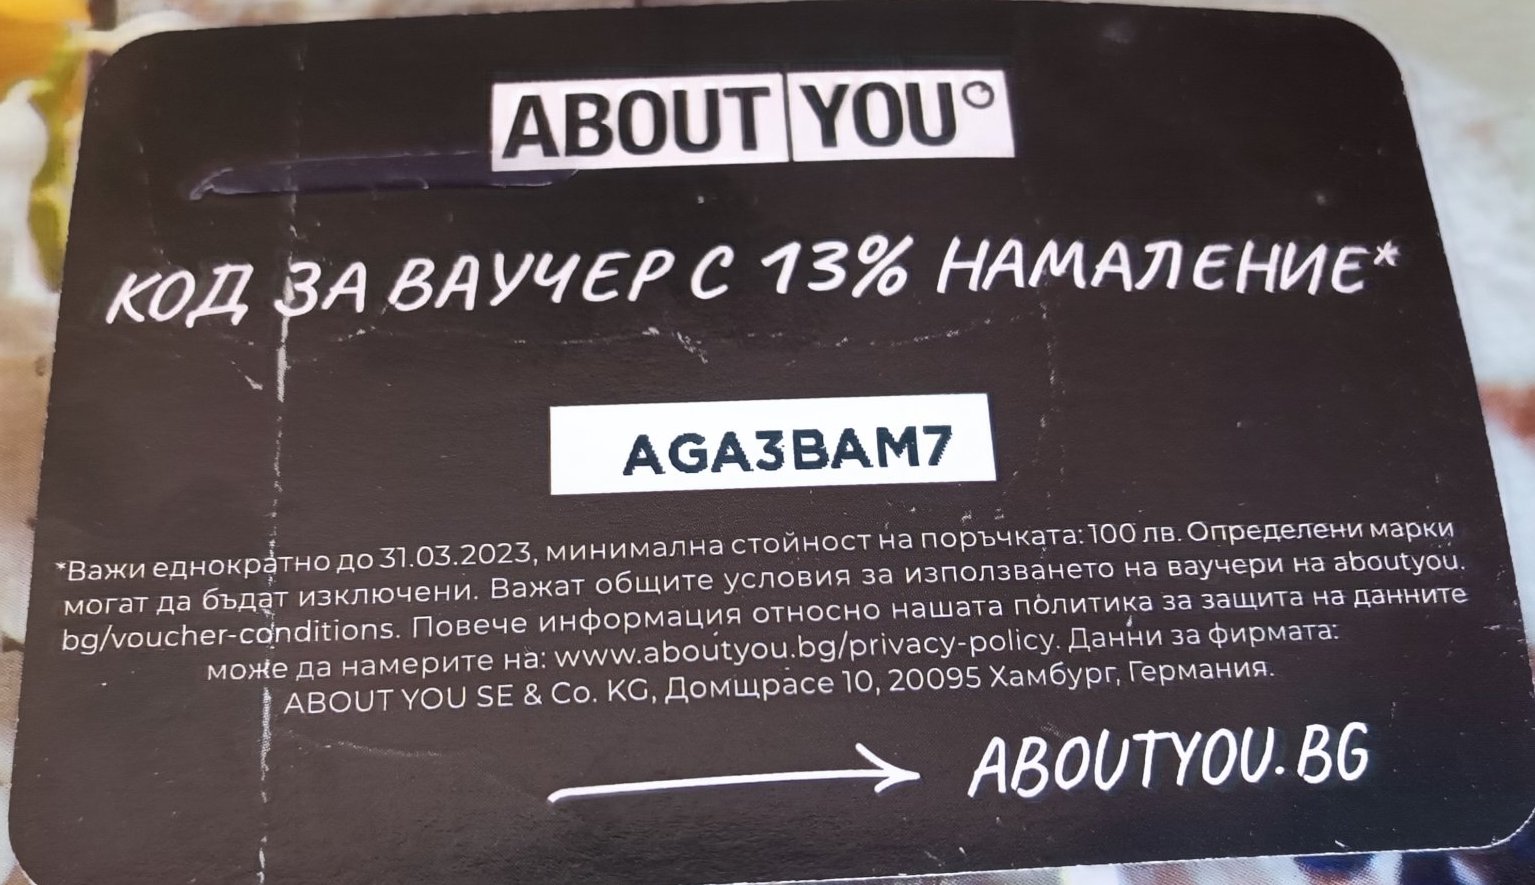 ABOUT YOU°
КОД ЗА ВАУЧЕР С 13% НАМАЛЕНИЕ*
AGA3BAM7
*Важи еднократно до 31.03.2023, минимална стойност на поръчката: 100 лв. Определени марки
могат да бъдат изключени. Важат общите условия за използването на ваучери на aboutyou.
bg/voucher-conditions. Повече информация относно нашата политика за защита на данните
може да намерите на: www.aboutyou.bg/privacy-policy. Данни за фирмата:
ABOUT YOU SE & Co. KG, Домщрасе 10, 20095 Хамбург, Германия.
ABOUTYOU.BG